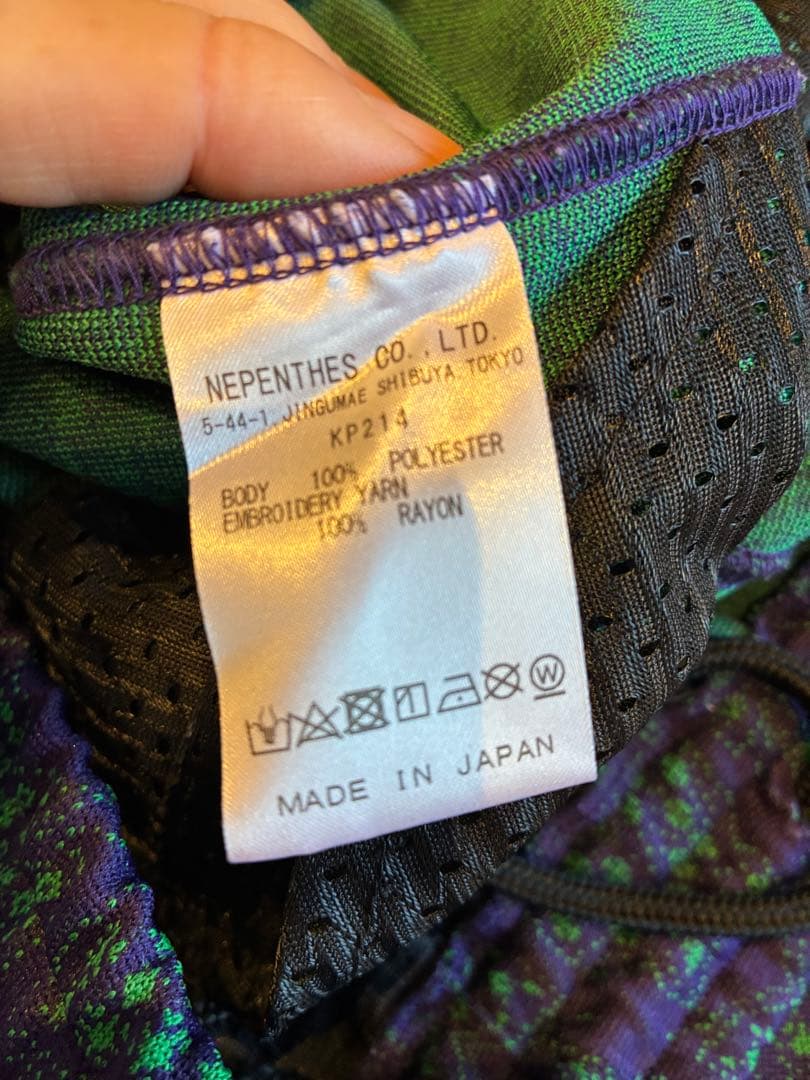 NEPENTHES CO.,LTD.
5-44-1 JINGUMAE SHIBUYA TOKYO
KP214
BODY 100% POLYESTER
EMBROIDERY YARN
100% RAYON
W
MADE IN JAPAN